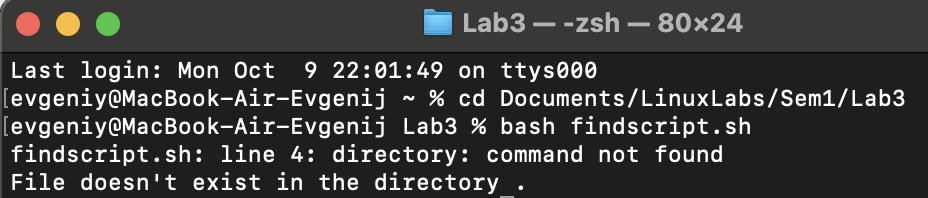 Lab3 — -zsh — 80×24
Last login: Mon Oct  9 22:01:49 on ttys000
[evgeniy@MacBook-Air-Evgenij ~ % cd Documents/LinuxLabs/Sem1/Lab3
[evgeniy@MacBook-Air-Evgenij Lab3 % bash findscript.sh
findscript.sh: line 4: directory: command not found
File doesn't exist in the directory .